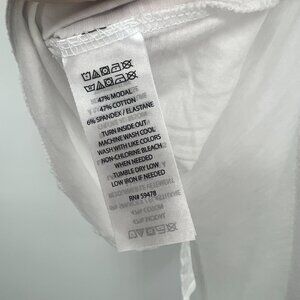 47% MODAL
47% COTTON
6% SPANDEX / ELASTANE
TURN INSIDE OUT
MACHINE WASH COOL
WASH WITH LIKE COLORS
NON-CHLORINE BLEACH
WHEN NEEDED
TUMBLE DRY LOW
LOW IRON IF NEEDED
RN# 59478